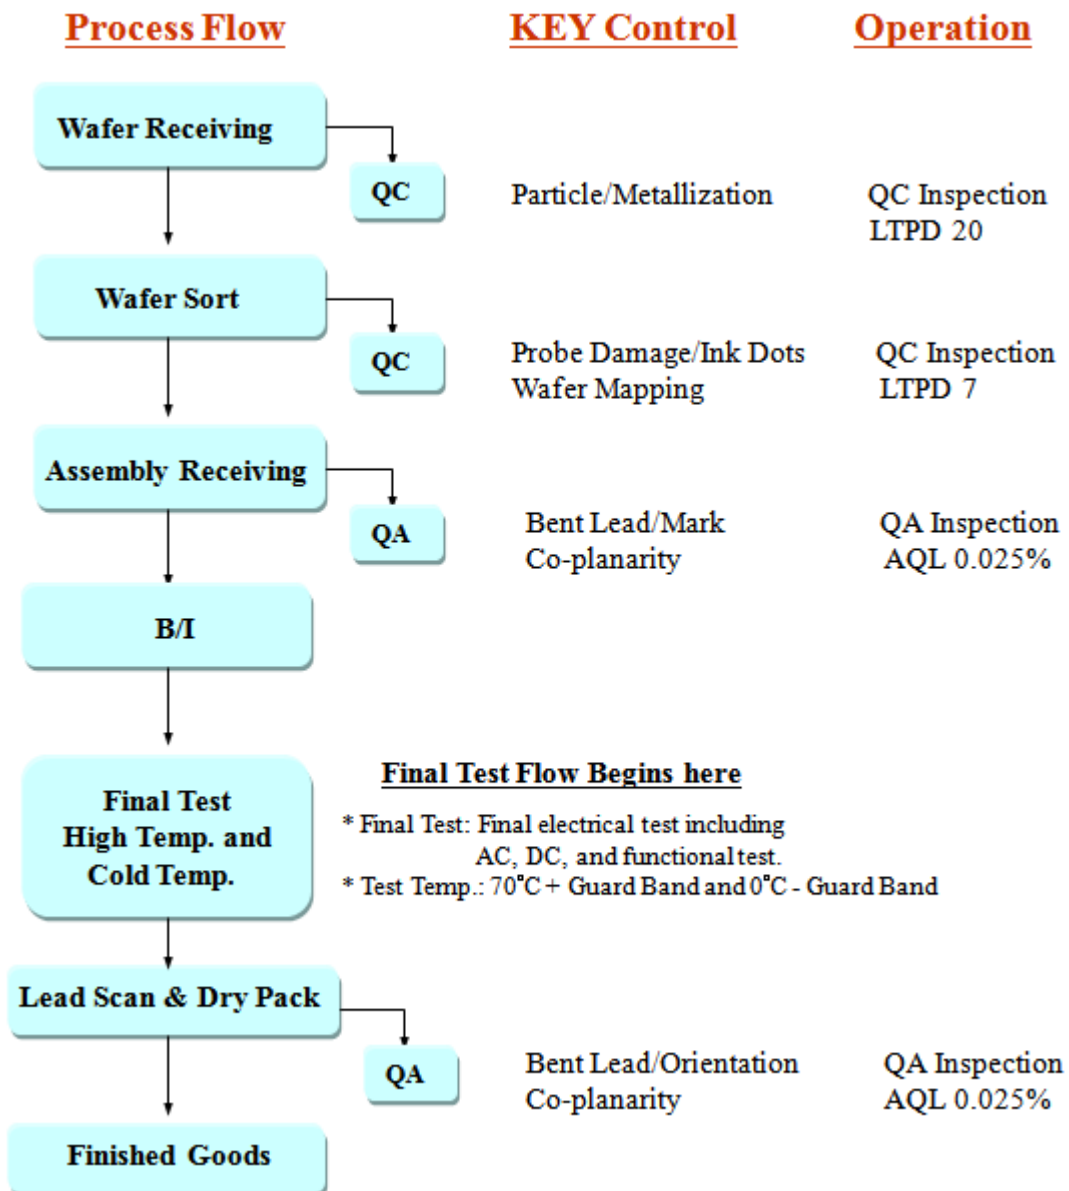 Process Flow
KEY Control
Operation
Wafer Receiving
QC
Particle/Metallization
QC Inspection
LTPD 20
Wafer Sort
QC
Probe Damage/Ink Dots
Wafer Mapping
QC Inspection
LTPD 7
Assembly Receiving
QA
Bent Lead/Mark
Co-planarity
QA Inspection
AQL 0.025%
B/I
Final Test
High Temp. and
Cold Temp.
Final Test Flow Begins here
* Final Test: Final electrical test including
AC, DC, and functional test.
* Test Temp.: 70°C + Guard Band and 0°C - Guard Band
Lead Scan & Dry Pack
QA
Bent Lead/Orientation
Co-planarity
QA Inspection
AQL 0.025%
Finished Goods